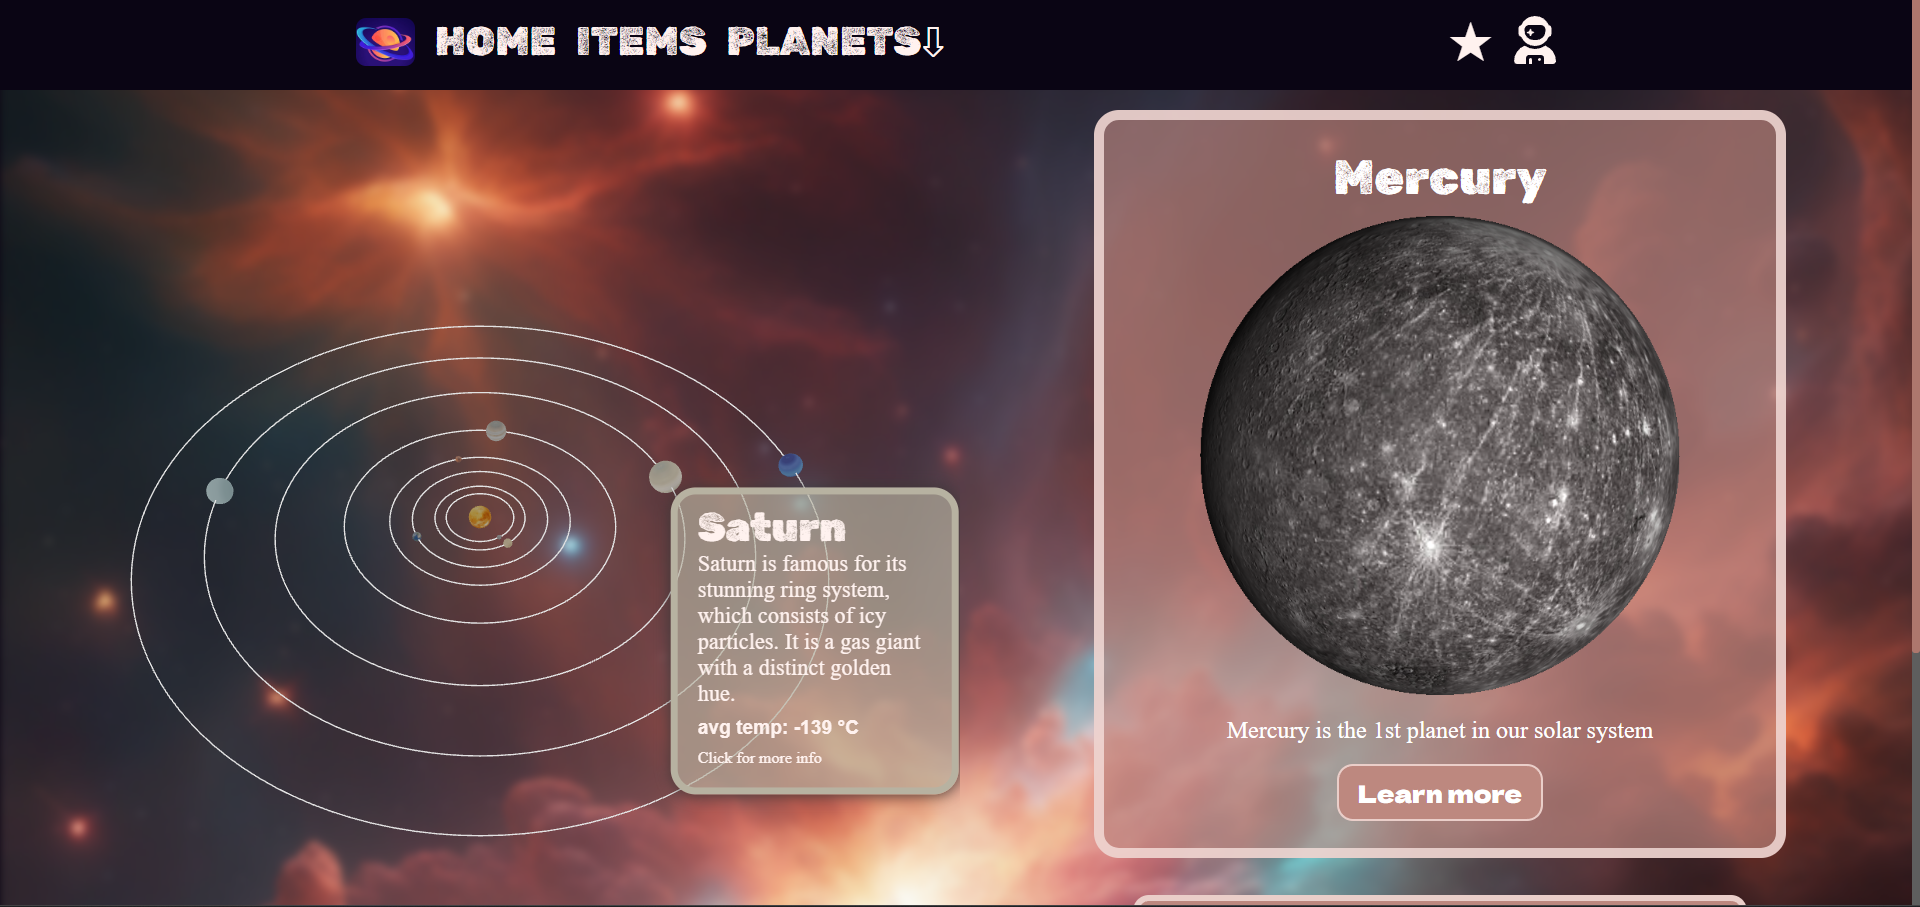 HOME ITEMS PLANETS⇩
Mercury
Saturn
Saturn is famous for its
stunning ring system,
which consists of icy
particles. It is a gas giant
with a distinct golden
hue.
avg temp: -139 °C
Click for more info
Mercury is the 1st planet in our solar system
Learn more